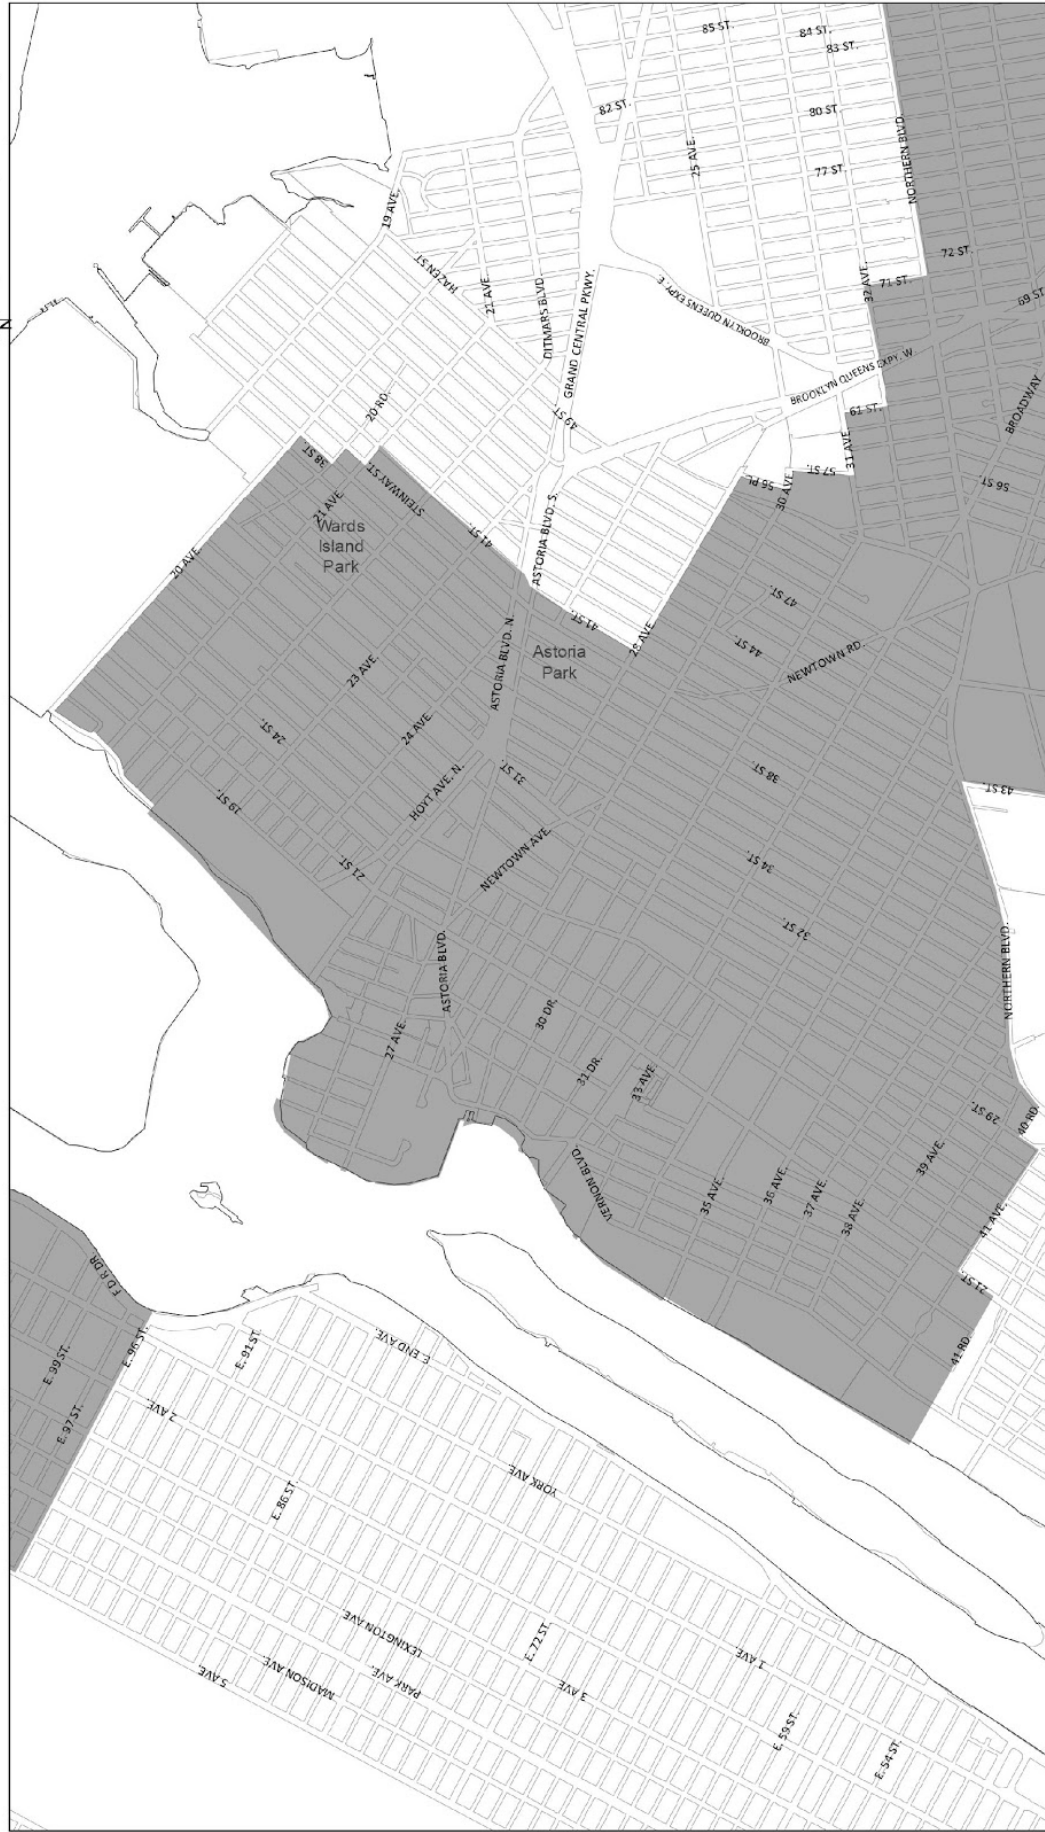 85 ST.
84 ST.
83 ST.
82 ST.
80 ST.
25 AVE.
77 ST.
NORTHERN BLVD.
19 AVE.
HAZEN ST
21 AVE.
DITMARS BLVD.
GRAND CENTRAL PKWY.
BROOKLYN QUEENS EXPY. E
32 AVE.
71 ST.
72 ST.
69 ST.
N
20 RD.
49 ST
BROOKLYN QUEENS EXPY. W
61 ST.
BROADWAY
38 ST.
STEINWAY ST.
31 AVE
57 ST.
56 PL
30 AVE
56 ST.
21 AVE.
Wards
Island
Park
41 ST.
ASTORIA BLVD. S.
20 AVE.
41 ST.
28 AVE.
47 ST.
44 ST.
NEWTOWN RD.
Astoria
Park
ASTORIA BLVD. N.
23 AVE.
24 ST.
24 AVE.
31 ST.
HOYT AVE. N.
19 ST.
38 ST.
43 ST.
21 ST.
NEWTOWN AVE.
34 ST.
32 ST.
ASTORIA BLVD.
NORTHERN BLVD.
27 AVE.
30 DR.
31 DR.
33 AVE.
29 ST.
40 RD.
VERNON BLVD.
35 AVE.
36 AVE.
37 AVE.
38 AVE.
39 AVE.
41 AVE.
21 ST.
41 RD.
F D R DR
E. 99 ST.
E. 97 ST.
E. 96 ST.
E. 91 ST.
E END AVE.
2 AVE.
E. 86 ST.
YORK AVE.
LEXINGTON AVE.
PARK AVE.
MADISON AVE.
5 AVE.
E. 72 ST.
3 AVE
1 AVE.
E. 59 ST.
E. 54 ST.